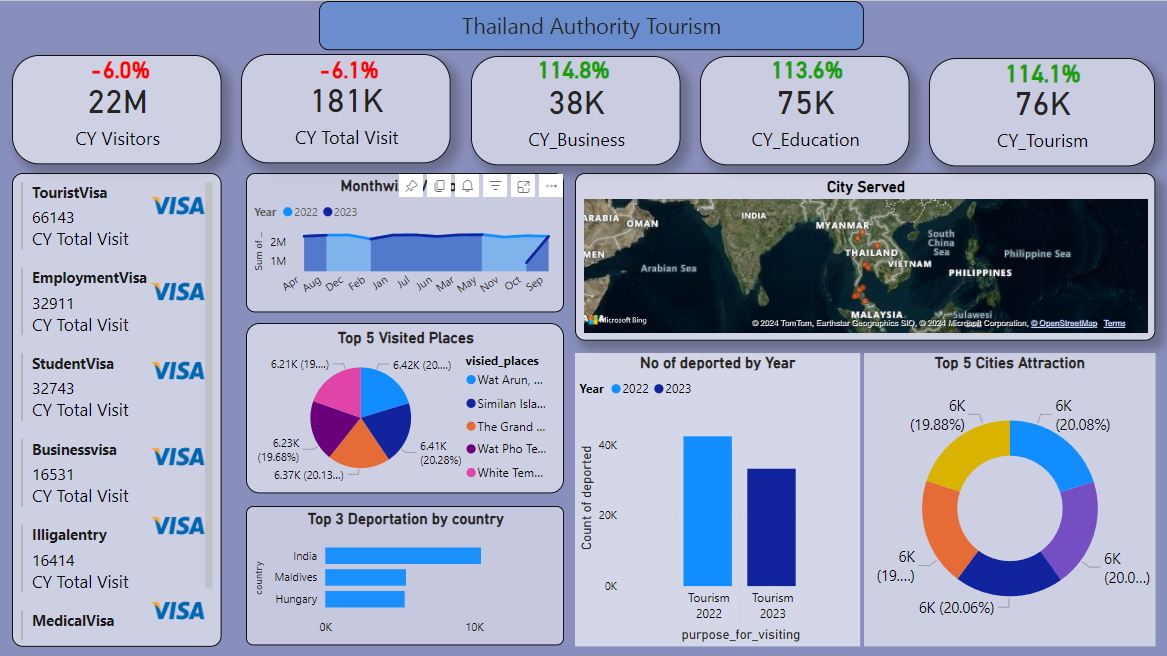 Thailand Authority Tourism
-6.0%
22M
CY Visitors
-6.1%
181K
CY Total Visit
114.8%
38K
CY_Business
113.6%
75K
CY_Education
114.1%
76K
CY_Tourism
TouristVisa
66143
CY Total Visit
VISA
EmploymentVisa
32911
CY Total Visit
VISA
StudentVisa
32743
CY Total Visit
VISA
Businessvisa
16531
CY Total Visit
VISA
Illigalentry
16414
CY Total Visit
VISA
MedicalVisa
VISA
Year 2022 2023
Sum of ...
2M
1M
Apr Aug Dec Feb Jan Jul Jun Mar May Nov Oct Sep
Top 5 Visited Places
6.21K (19....)
6.42K (20....)
6.23K
(19.68%)
6.41K
(20.28%)
6.37K (20.13...)
visied_places
Wat Arun, ...
Similan Isla...
The Grand ...
Wat Pho Te...
White Tem...
Top 3 Deportation by country
country
India
Maldives
Hungary
0K 10K
City Served
ARABIA
OMAN
INDIA
MYANMAR
THAILAND
VIETNAM
South
China
Sea
Philippine Sea
PHILIPPINES
MEN
Arabian Sea
MALAYSIA
Sulawesi
Microsoft Bing
© 2024 TomTom, Earthstar Geographics SIO, © 2024 Microsoft Corporation, © OpenStreetMap Terms
No of deported by Year
Year 2022 2023
Count of deported
40K
20K
0K
Tourism
2022
Tourism
2023
purpose_for_visiting
Top 5 Cities Attraction
6K
(19.88%)
6K
(20.08%)
6K
(19....)
6K
(20.0...)
6K (20.06%)